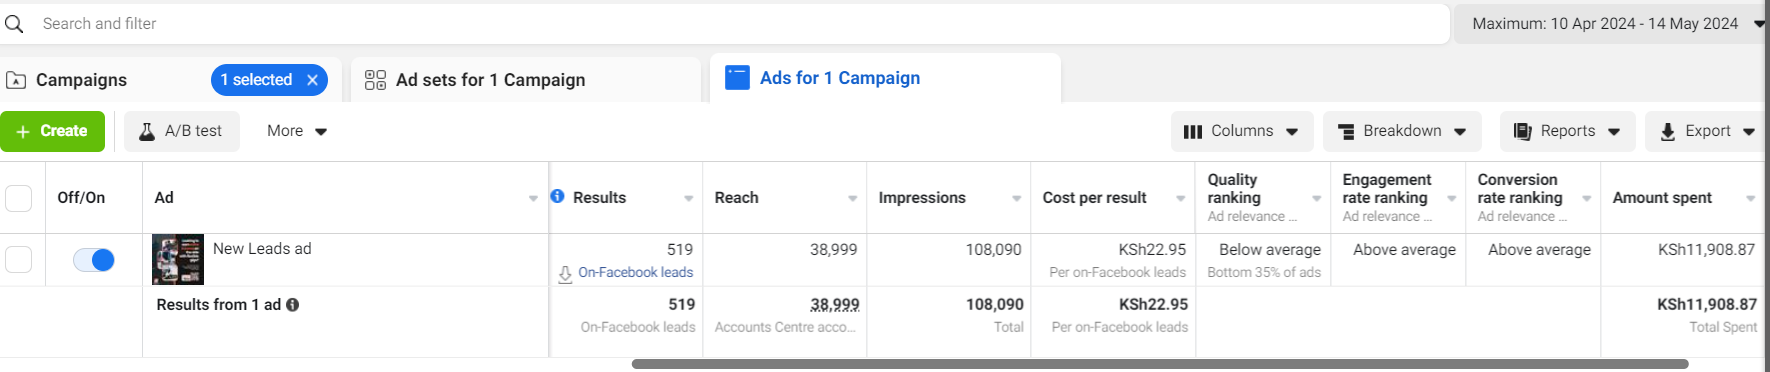 Search and filter
Maximum: 10 Apr 2024 - 14 May 2024
Campaigns
1 selected
Ad sets for 1 Campaign
Ads for 1 Campaign
+ Create
A/B test
More
Columns
Breakdown
Reports
Export
Off/On
Ad
Results
Reach
Impressions
Cost per result
Quality ranking
Ad relevance ...
Engagement rate ranking
Ad relevance ...
Conversion rate ranking
Ad relevance ...
Amount spent
New Leads ad
519
On-Facebook leads
38,999
108,090
KSh22.95
Per on-Facebook leads
Below average
Bottom 35% of ads
Above average
Above average
KSh11,908.87
Results from 1 ad
519
On-Facebook leads
38,999
Accounts Centre acco...
108,090
Total
KSh22.95
Per on-Facebook leads
KSh11,908.87
Total Spent